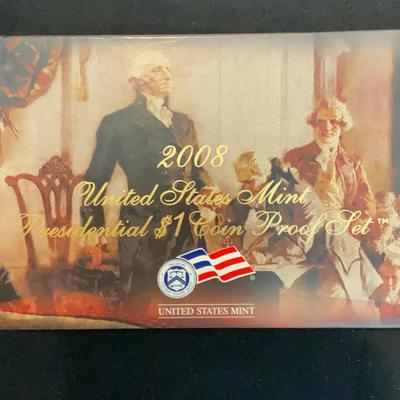 2008
United States Mint
Presidential $1 Coin Proof Set™
UNITED STATES MINT